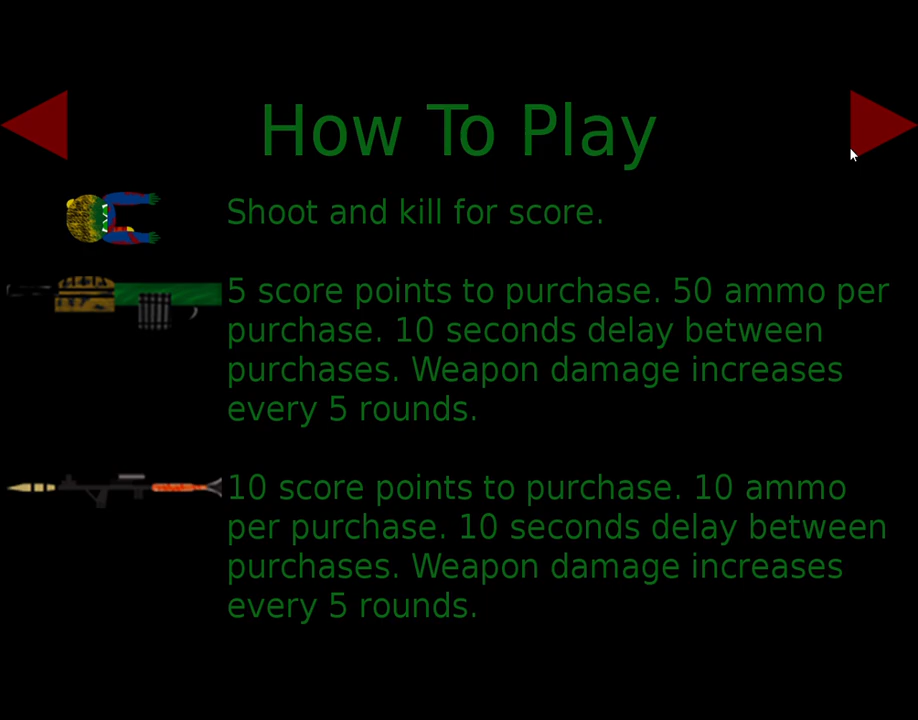 How To Play
Shoot and kill for score.
5 score points to purchase. 50 ammo per
purchase. 10 seconds delay between
purchases. Weapon damage increases
every 5 rounds.
10 score points to purchase. 10 ammo
per purchase. 10 seconds delay between
purchases. Weapon damage increases
every 5 rounds.